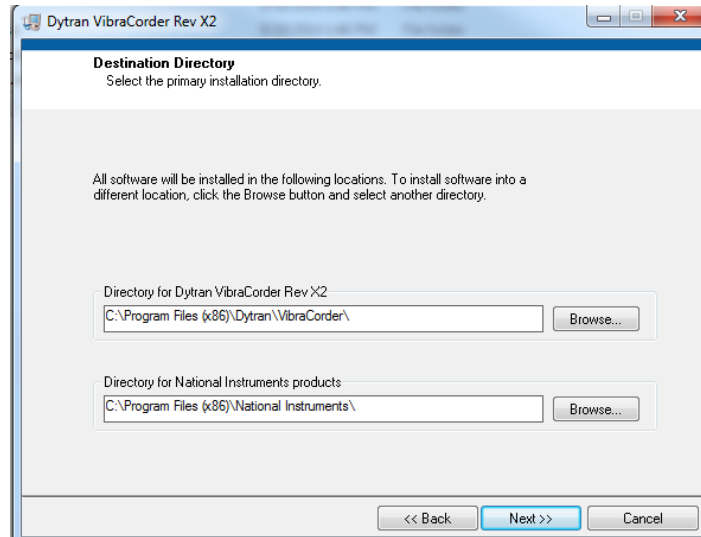 Dytran VibraCorder Rev X2
Destination Directory
Select the primary installation directory.
All software will be installed in the following locations. To install software into a
different location, click the Browse button and select another directory.
Directory for Dytran VibraCorder Rev X2
C:\Program Files (x86)\Dytran\VibraCorder\
Browse...
Directory for National Instruments products
C:\Program Files (x86)\National Instruments\
Browse...
<< Back
Next >>
Cancel